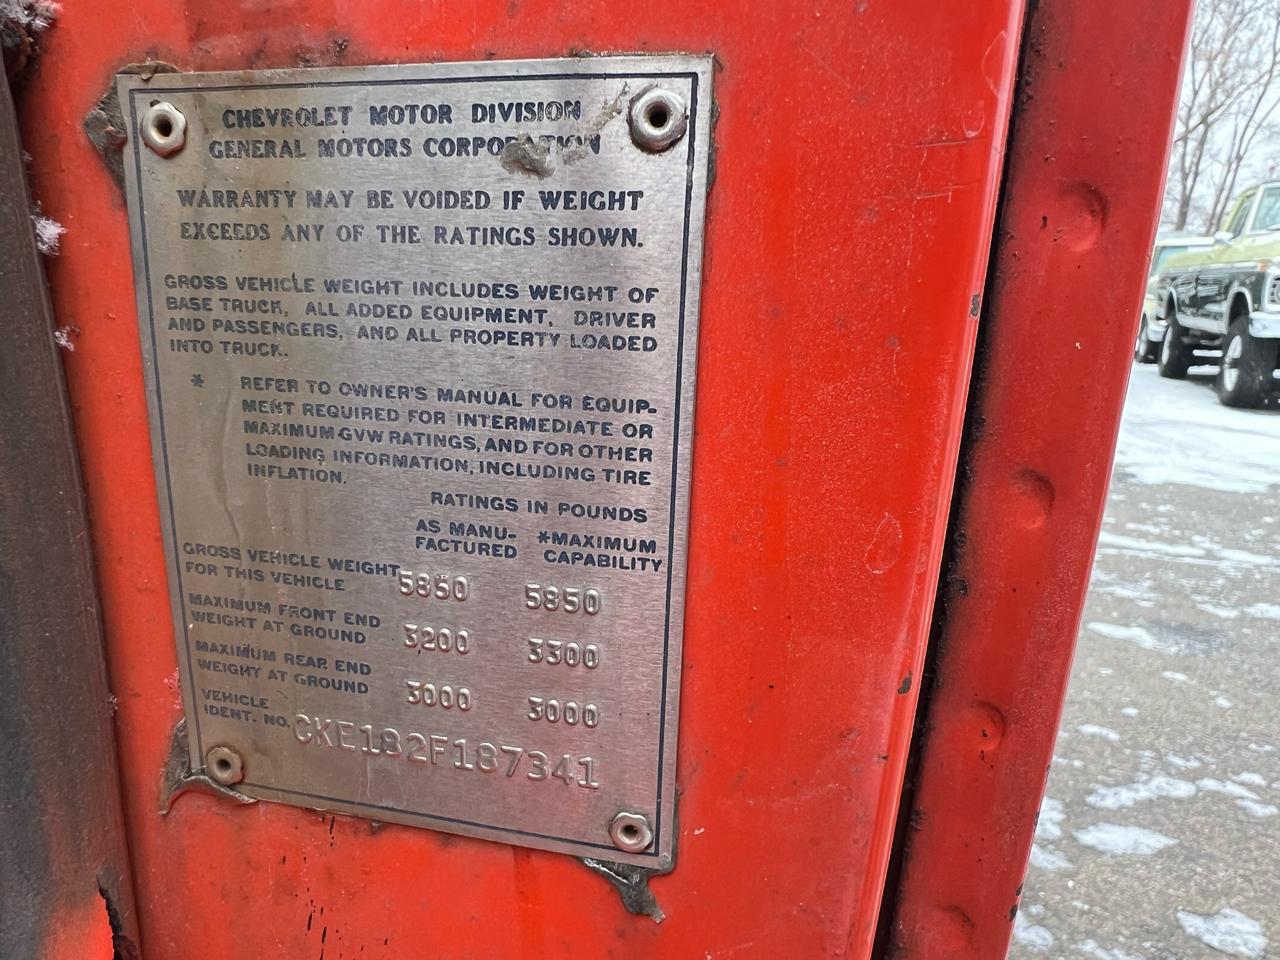 CHEVROLET MOTOR DIVISION
GENERAL MOTORS CORPORATION
WARRANTY MAY BE VOIDED IF WEIGHT
EXCEEDS ANY OF THE RATINGS SHOWN.
GROSS VEHICLE WEIGHT INCLUDES WEIGHT OF
BASE TRUCK, ALL ADDED EQUIPMENT, DRIVER
AND PASSENGERS, AND ALL PROPERTY LOADED
INTO TRUCK.
* REFER TO OWNER'S MANUAL FOR EQUIP-
MENT REQUIRED FOR INTERMEDIATE OR
MAXIMUM GVW RATINGS, AND FOR OTHER
LOADING INFORMATION, INCLUDING TIRE
INFLATION.
RATINGS IN POUNDS
AS MANU- *MAXIMUM
FACTURED CAPABILITY
GROSS VEHICLE WEIGHT
FOR THIS VEHICLE 5850 5850
MAXIMUM FRONT END
WEIGHT AT GROUND 3200 3300
MAXIMUM REAR END
WEIGHT AT GROUND 3000 3000
VEHICLE
IDENT. NO. CKE182F187341